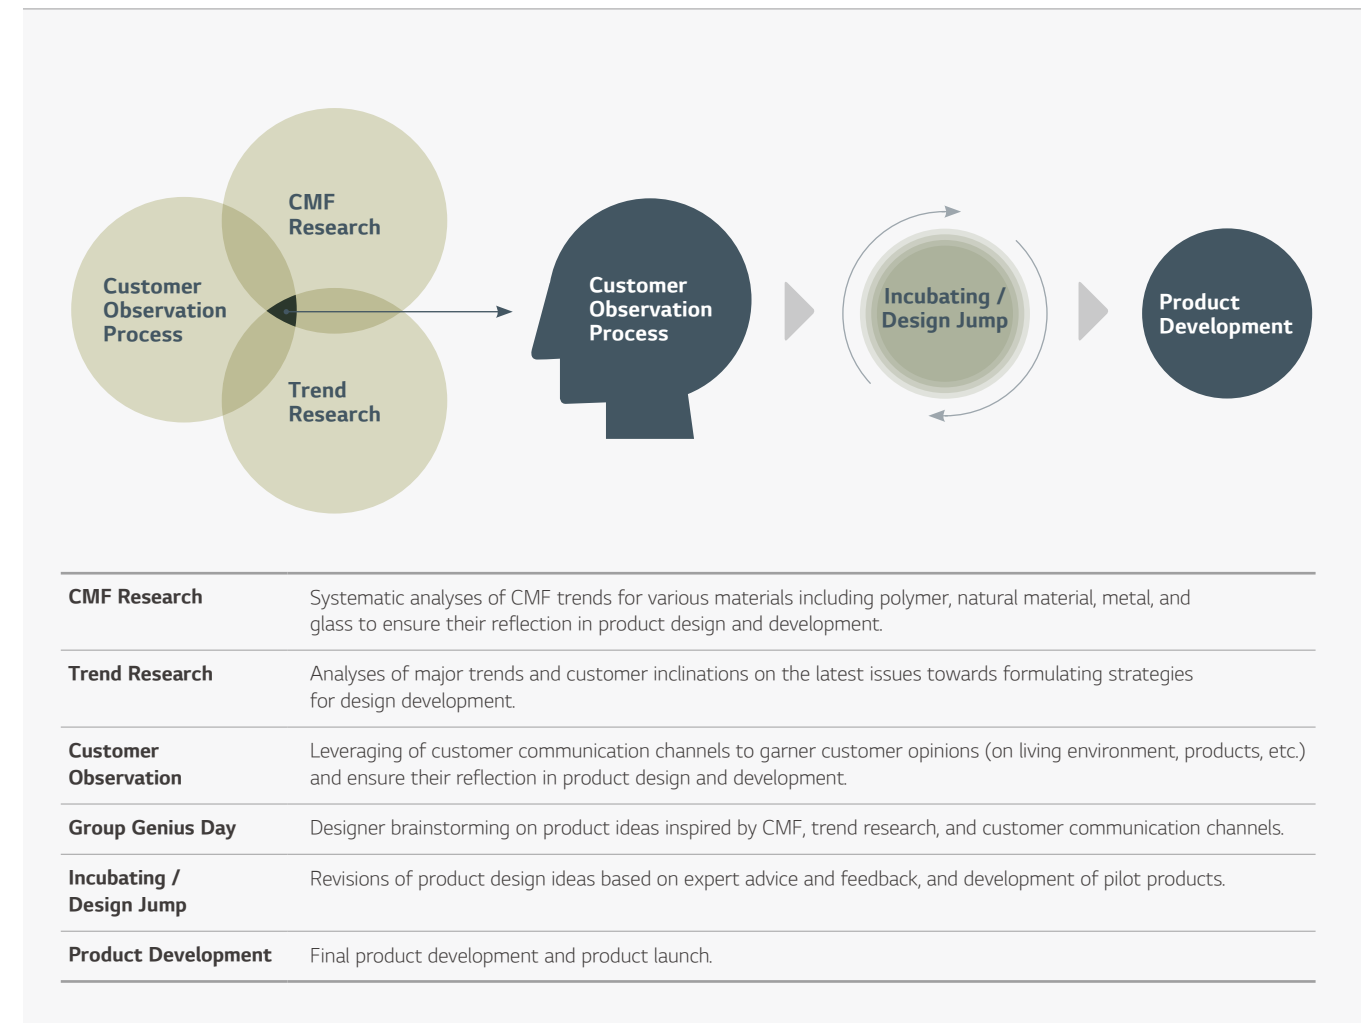 CMF
Research
Customer
Observation
Process
Trend
Research
Customer
Observation
Process
Incubating /
Design Jump
Product
Development
CMF Research
Systematic analyses of CMF trends for various materials including polymer, natural material, metal, and
glass to ensure their reflection in product design and development.
Trend Research
Analyses of major trends and customer inclinations on the latest issues towards formulating strategies
for design development.
Customer
Observation
Leveraging of customer communication channels to garner customer opinions (on living environment, products, etc.)
and ensure their reflection in product design and development.
Group Genius Day
Designer brainstorming on product ideas inspired by CMF, trend research, and customer communication channels.
Incubating /
Design Jump
Revisions of product design ideas based on expert advice and feedback, and development of pilot products.
Product Development
Final product development and product launch.